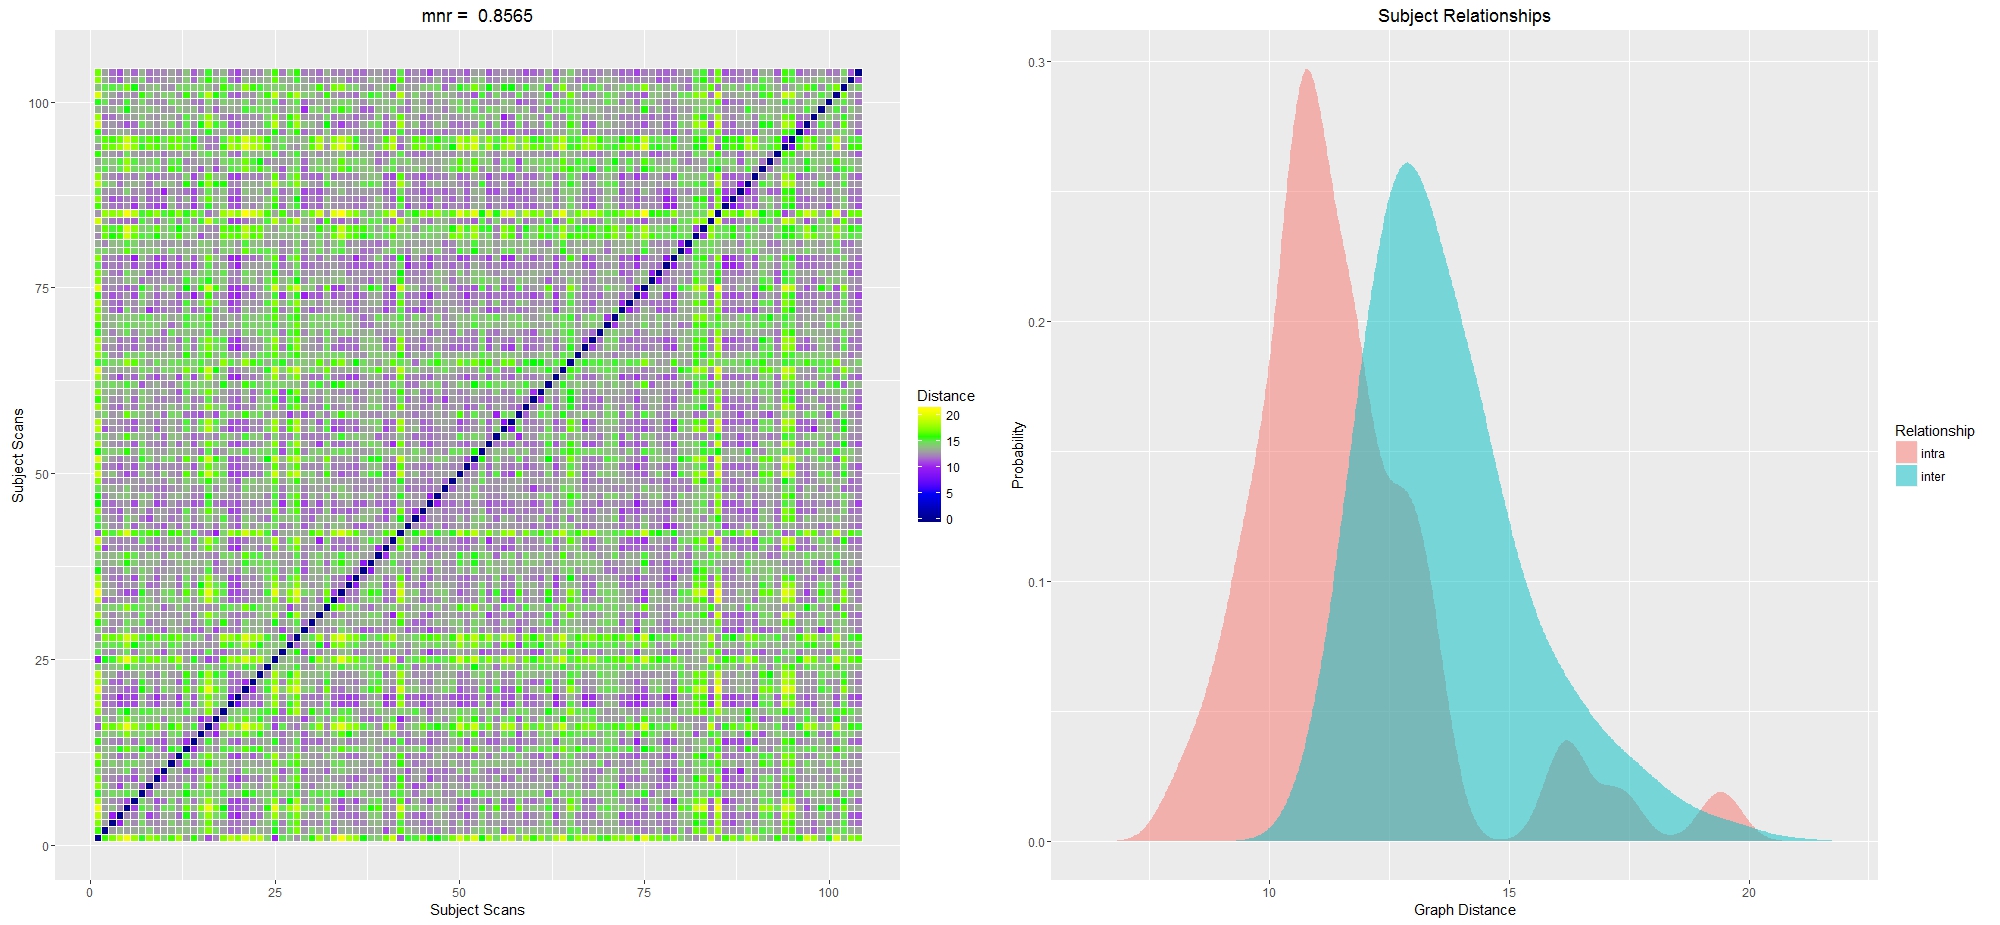 mnr =  0.8565
Subject Scans
100
75
50
25
0
0 25 50 75 100
Subject Scans
Distance
20
15
10
5
0
Subject Relationships
Probability
0.3
0.2
0.1
0.0
10 15 20
Graph Distance
Relationship
intra
inter